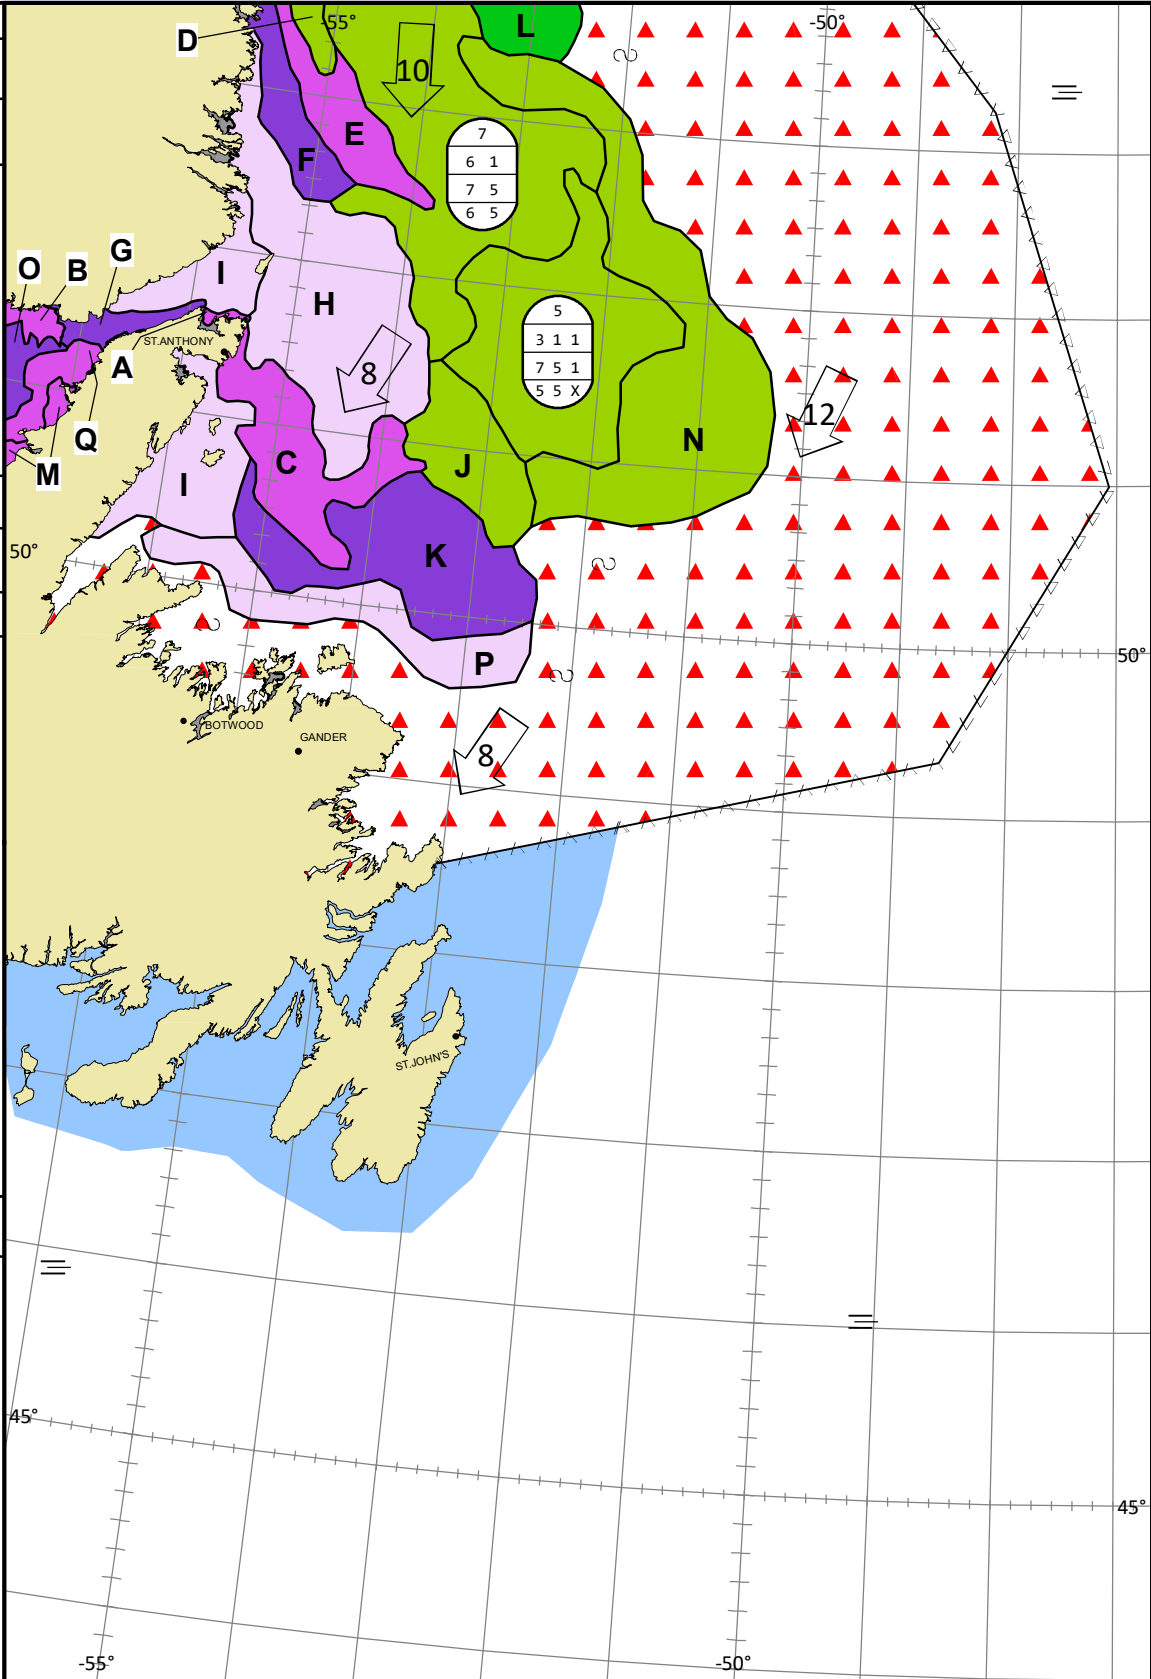 -55°
-50°
L
D
10
7
6 1
7 5
6 5
E
F
G
O
B
I
H
5
3 1 1
7 5 1
5 5 X
ST.ANTHONY
A
8
12
Q
C
J
N
M
I
50°
K
P
50°
BOTWOOD
GANDER
8
ST.JOHN'S
45°
45°
-55°
-50°